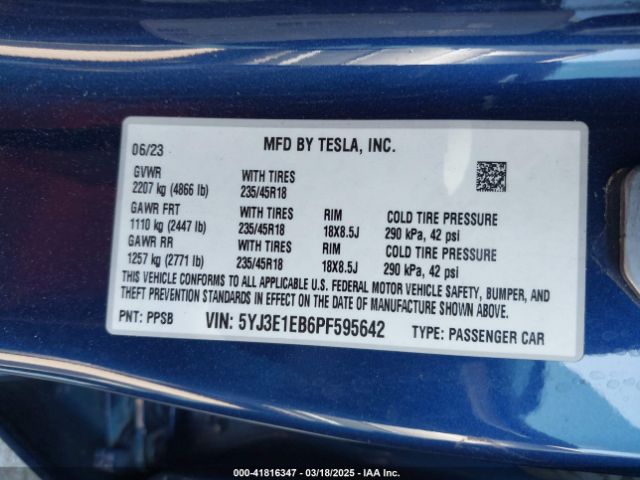 06/23 MFD BY TESLA, INC.
GVWR WITH TIRES
2207 kg (4866 lb) 235/45R18
GAWR FRT WITH TIRES RIM COLD TIRE PRESSURE
1110 kg (2447 lb) 235/45R18 18X8.5J 290 kPa, 42 psi
GAWR RR WITH TIRES RIM COLD TIRE PRESSURE
1257 kg (2771 lb) 235/45R18 18X8.5J 290 kPa, 42 psi
THIS VEHICLE CONFORMS TO ALL APPLICABLE U.S. FEDERAL MOTOR VEHICLE SAFETY, BUMPER, AND
THEFT PREVENTION STANDARDS IN EFFECT ON THE DATE OF MANUFACTURE SHOWN ABOVE.
PNT: PPSB VIN: 5YJ3E1EB6PF595642 TYPE: PASSENGER CAR
000-41816347 — 03/18/2025 — IAA Inc.